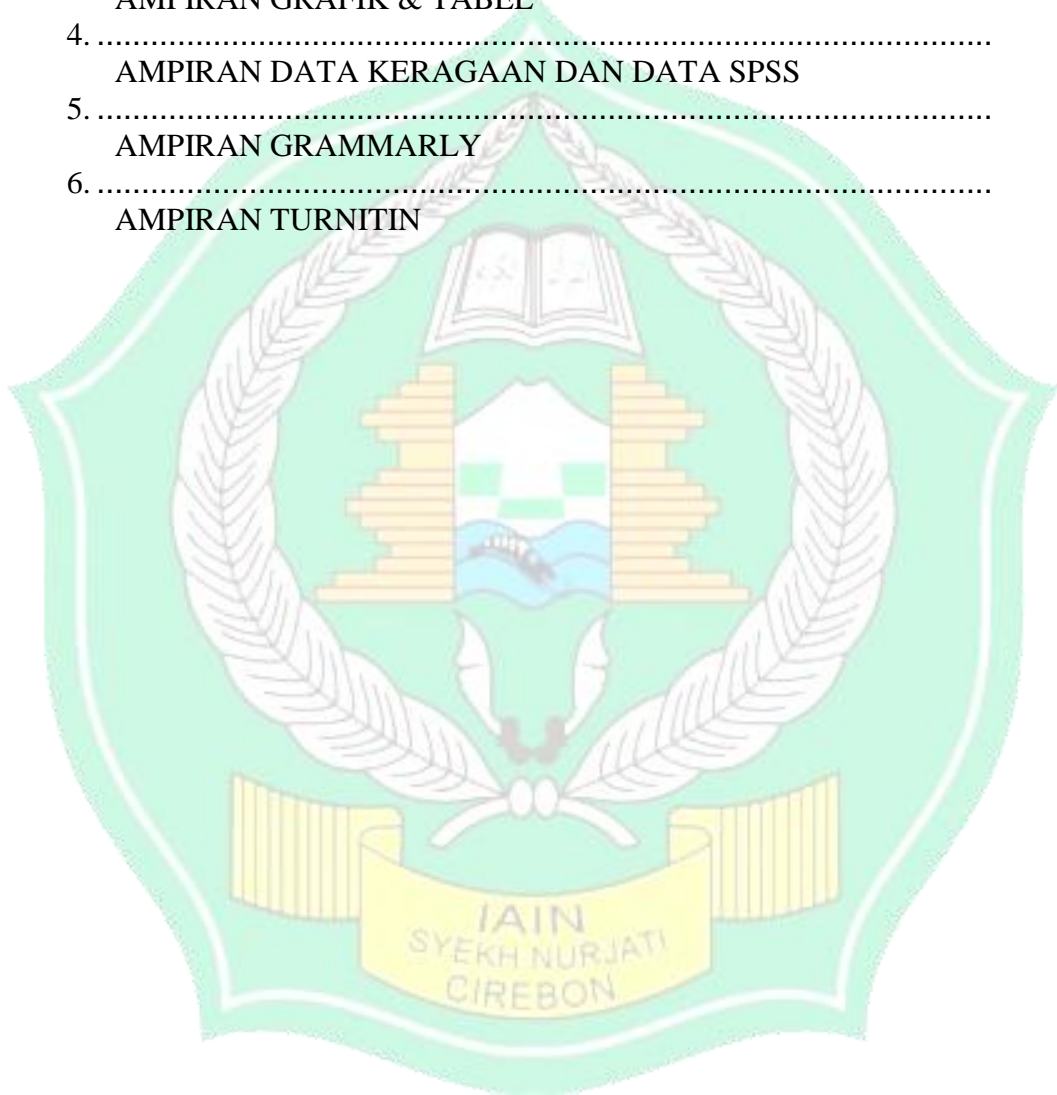 AMPIRAN GRAFIK & TABEL
4. ..........................................................................................................................
AMPIRAN DATA KERAGAAN DAN DATA SPSS
5. ..........................................................................................................................
AMPIRAN GRAMMARLY
6. ..........................................................................................................................
AMPIRAN TURNITIN
IAIN
SYEKH NURJATI
CIREBON